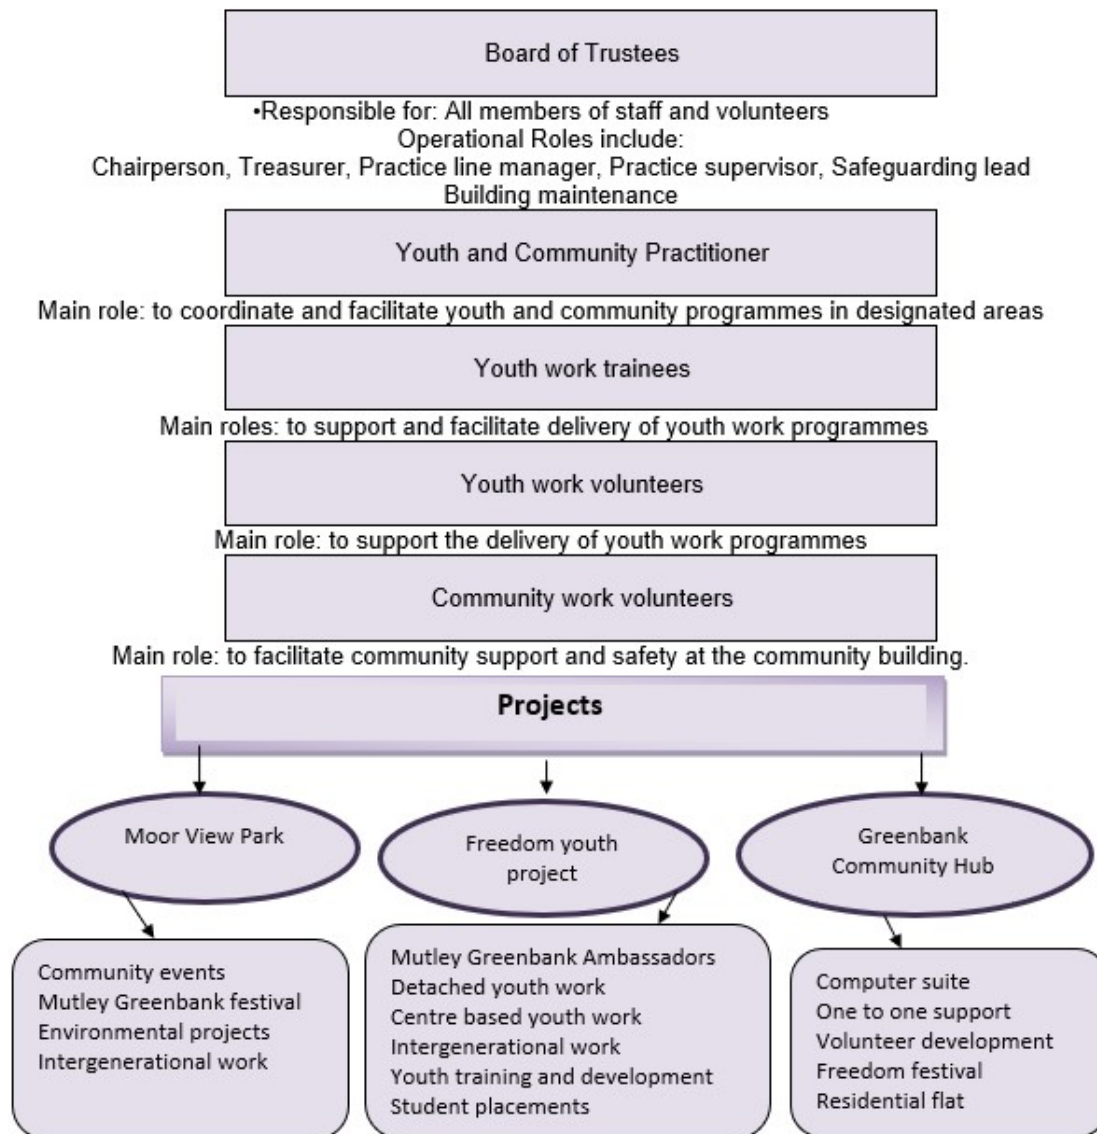 Board of Trustees
•Responsible for: All members of staff and volunteers
Operational Roles include:
Chairperson, Treasurer, Practice line manager, Practice supervisor, Safeguarding lead
Building maintenance
Youth and Community Practitioner
Main role: to coordinate and facilitate youth and community programmes in designated areas
Youth work trainees
Main roles: to support and facilitate delivery of youth work programmes
Youth work volunteers
Main role: to support the delivery of youth work programmes
Community work volunteers
Main role: to facilitate community support and safety at the community building.
Projects
Moor View Park
Freedom youth
project
Greenbank
Community Hub
Community events
Mutley Greenbank festival
Environmental projects
Intergenerational work
Mutley Greenbank Ambassadors
Detached youth work
Centre based youth work
Intergenerational work
Youth training and development
Student placements
Computer suite
One to one support
Volunteer development
Freedom festival
Residential flat